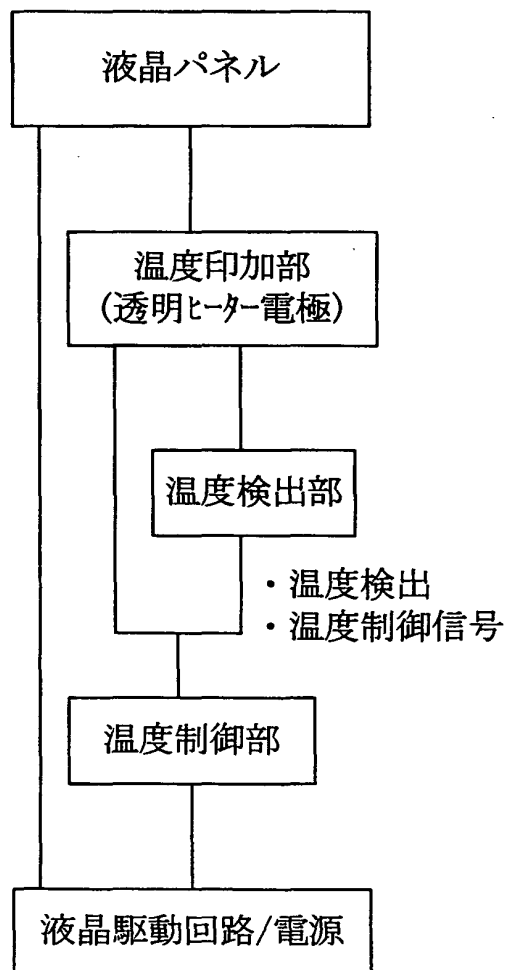 液晶パネル
温度印加部
(透明ヒーター電極)
温度検出部
・温度検出
・温度制御信号
温度制御部
液晶駆動回路/電源